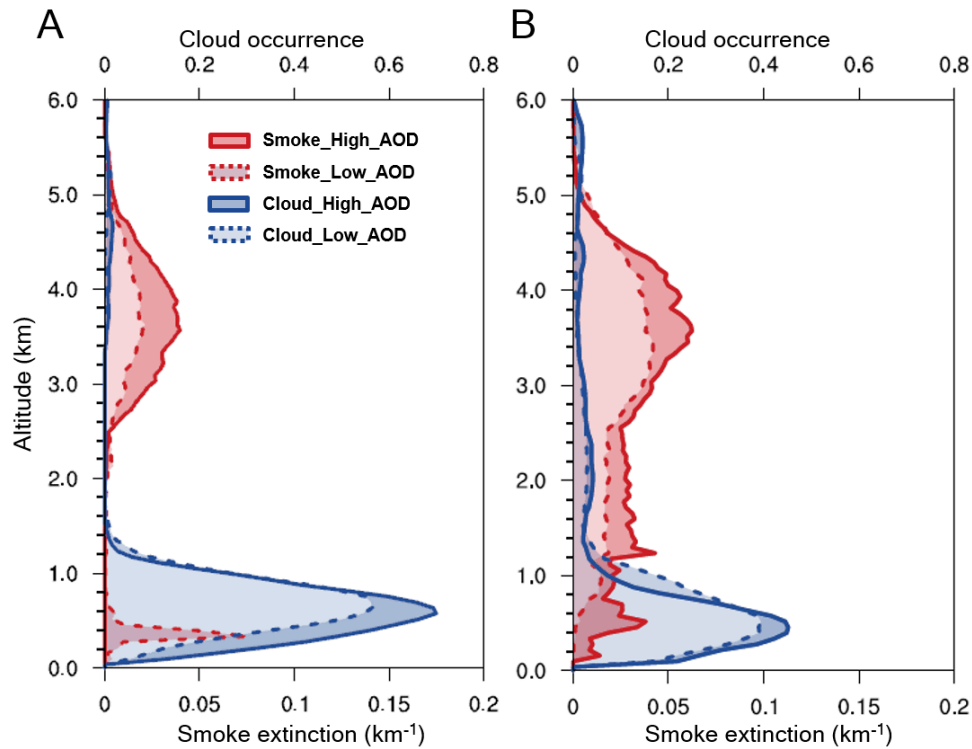 A
B
Cloud occurrence
Cloud occurrence
0 0.2 0.4 0.6 0.8
0 0.2 0.4 0.6 0.8
6.0
5.0
4.0
3.0
2.0
1.0
0.0
Altitude (km)
Smoke_High_AOD
Smoke_Low_AOD
Cloud_High_AOD
Cloud_Low_AOD
6.0
5.0
4.0
3.0
2.0
1.0
0.0
0 0.05 0.1 0.15 0.2
0 0.05 0.1 0.15 0.2
Smoke extinction (km⁻¹)
Smoke extinction (km⁻¹)